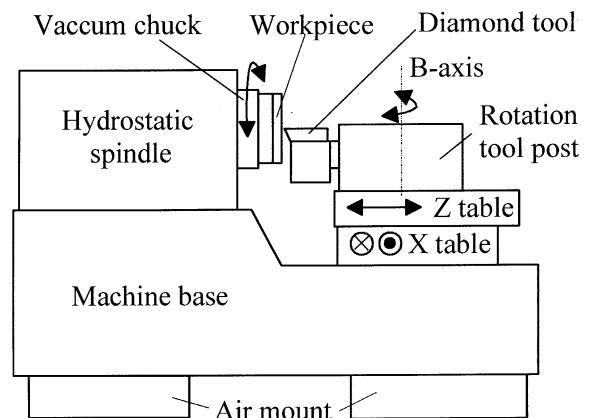 Vaccum chuck
Workpiece
Diamond tool
B-axis
Hydrostatic
spindle
Rotation
tool post
Z table
X table
Machine base
Air mount